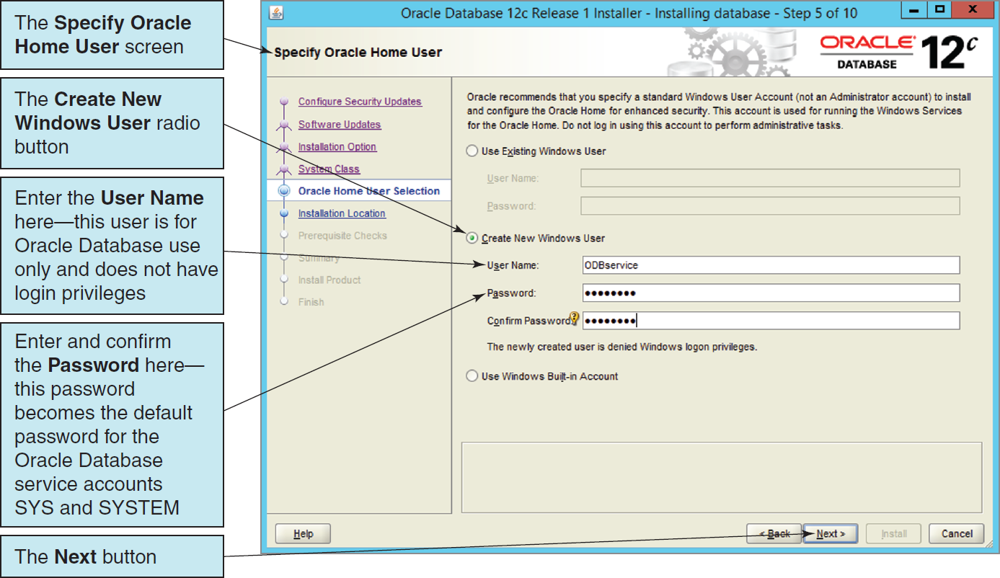 The Specify Oracle
Home User screen
The Create New
Windows User radio
button
Enter the User Name
here—this user is for
Oracle Database use
only and does not have
login privileges
Enter and confirm
the Password here—
this password
becomes the default
password for the
Oracle Database
service accounts
SYS and SYSTEM
The Next button
Oracle Database 12c Release 1 Installer - Installing database - Step 5 of 10
Specify Oracle Home User
ORACLE® 12c
DATABASE
Configure Security Updates
Software Updates
Installation Option
System Class
Oracle Home User Selection
Installation Location
Prerequisite Checks
Summary
Install Product
Finish
Oracle recommends that you specify a standard Windows User Account (not an Administrator account) to install
and configure the Oracle Home for enhanced security. This account is used for running the Windows Services
for the Oracle Home. Do not log in using this account to perform administrative tasks.
Use Existing Windows User
User Name:
Password:
Create New Windows User
User Name: ODBservice
Password: ••••••••
Confirm Password: ••••••••
The newly created user is denied Windows logon privileges.
Use Windows Built-in Account
Help
< Back
Next >
Install
Cancel